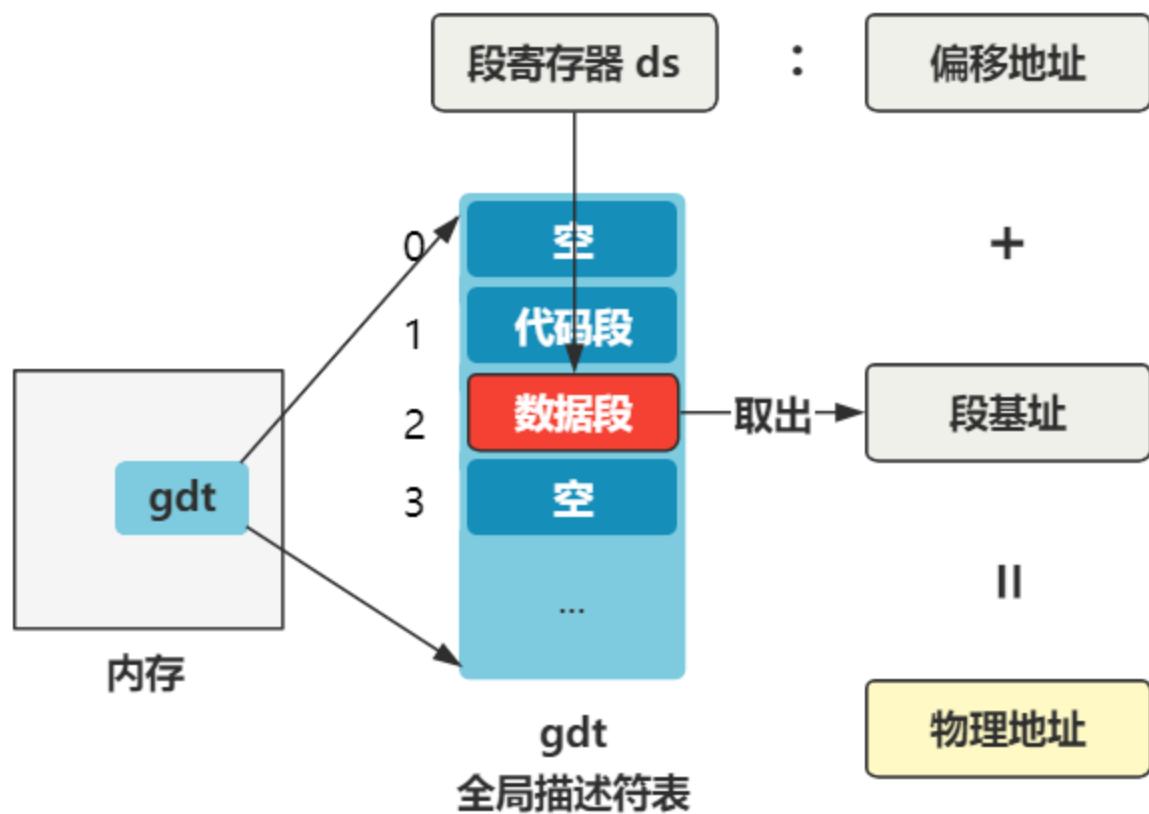 段寄存器 ds : 偏移地址
0 空
+
1 代码段
2 数据段 取出 段基址
gdt
3 空
=
...
内存
gdt
物理地址
全局描述符表